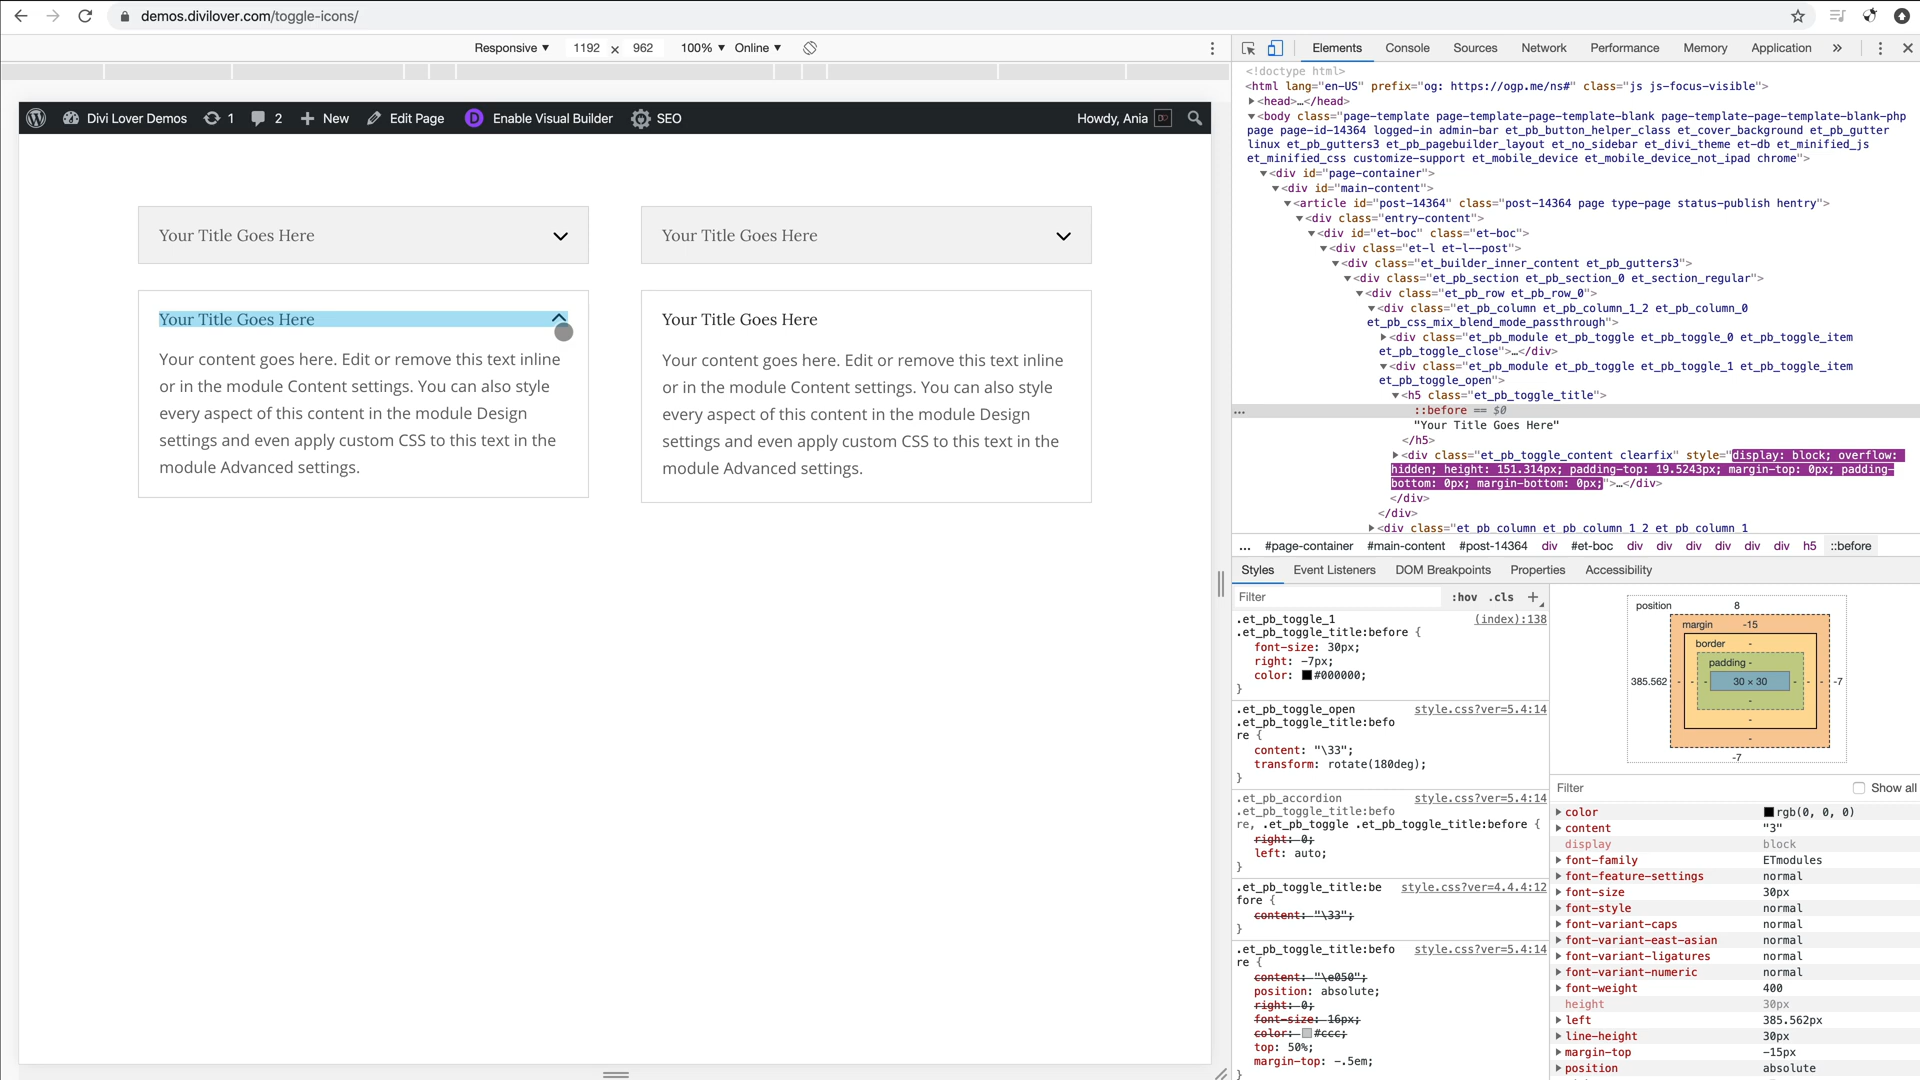 demos.divilover.com/toggle-icons/
Responsive ▼ 1192 × 962 100% ▼ Online ▼
Elements Console Sources Network Performance Memory Application »
Divi Lover Demos 1 2 New Edit Page D Enable Visual Builder SEO Howdy, Ania
Your Title Goes Here
Your Title Goes Here
Your Title Goes Here
Your content goes here. Edit or remove this text inline
or in the module Content settings. You can also style
every aspect of this content in the module Design
settings and even apply custom CSS to this text in the
module Advanced settings.
Your Title Goes Here
Your content goes here. Edit or remove this text inline
or in the module Content settings. You can also style
every aspect of this content in the module Design
settings and even apply custom CSS to this text in the
module Advanced settings.
<!doctype html>
<html lang="en-US" prefix="og: https://ogp.me/ns#" class="js js-focus-visible">
▶<head>…</head>
▼<body class="page-template page-template-page-template-blank page-template-page-template-blank-php
page page-id-14364 logged-in admin-bar et_pb_button_helper_class et_cover_background et_pb_gutter
linux et_pb_gutters3 et_pb_pagebuilder_layout et_no_sidebar et_divi_theme et-db et_minified_js
et_minified_css customize-support et_mobile_device et_mobile_device_not_ipad chrome">
▼<div id="page-container">
▼<div id="main-content">
▼<article id="post-14364" class="post-14364 page type-page status-publish hentry">
▼<div class="entry-content">
▼<div id="et-boc" class="et-boc">
▼<div class="et-l et-l--post">
▼<div class="et_builder_inner_content et_pb_gutters3">
▼<div class="et_pb_section et_pb_section_0 et_section_regular">
▼<div class="et_pb_row et_pb_row_0">
▼<div class="et_pb_column et_pb_column_1_2 et_pb_column_0
et_pb_css_mix_blend_mode_passthrough">
▶<div class="et_pb_module et_pb_toggle et_pb_toggle_0 et_pb_toggle_item
et_pb_toggle_close">…</div>
▼<div class="et_pb_module et_pb_toggle et_pb_toggle_1 et_pb_toggle_item
et_pb_toggle_open">
▼<h5 class="et_pb_toggle_title">
… ::before == $0
"Your Title Goes Here"
</h5>
▶<div class="et_pb_toggle_content clearfix" style="display: block; overflow:
hidden; height: 151.314px; padding-top: 19.5243px; margin-top: 0px; padding-
bottom: 0px; margin-bottom: 0px;">…</div>
</div>
</div>
▶<div class="et_pb_column et_pb_column_1_2 et_pb_column_1
… #page-container #main-content #post-14364 div #et-boc div div div div div div h5 ::before
Styles Event Listeners DOM Breakpoints Properties Accessibility
Filter :hov .cls +
.et_pb_toggle_1 (index):138
.et_pb_toggle_title:before {
font-size: 30px;
right: -7px;
color: #000000;
}
.et_pb_toggle_open style.css?ver=5.4:14
.et_pb_toggle_title:befo
re {
content: "\33";
transform: rotate(180deg);
}
.et_pb_accordion style.css?ver=5.4:14
.et_pb_toggle_title:befo
re, .et_pb_toggle .et_pb_toggle_title:before {
right: 0;
left: auto;
}
.et_pb_toggle_title:be style.css?ver=4.4.4:12
fore {
content: "\33";
}
.et_pb_toggle_title:befo style.css?ver=5.4:14
re {
content: "\e050";
position: absolute;
right: 0;
font-size: 16px;
color: #ccc;
top: 50%;
margin-top: -.5em;
}
position 8
margin -15
border -
padding -
385.562 - - - 30 × 30 - - - -7
-
-
-
-7
Filter Show all
color rgb(0, 0, 0)
content "3"
display block
font-family ETmodules
font-feature-settings normal
font-size 30px
font-style normal
font-variant-caps normal
font-variant-east-asian normal
font-variant-ligatures normal
font-variant-numeric normal
font-weight 400
height 30px
left 385.562px
line-height 30px
margin-top -15px
position absolute